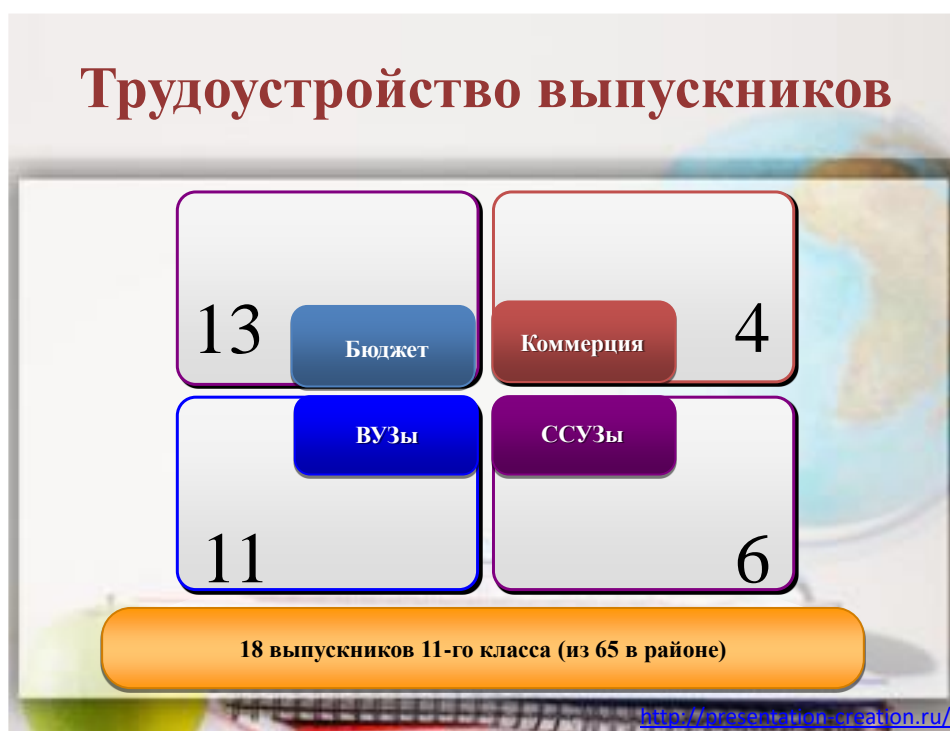 Трудоустройство выпускников
13
Бюджет
Коммерция
4
ВУЗы
ССУЗы
11
6
18 выпускников 11-го класса (из 65 в районе)
http://presentation-creation.ru/